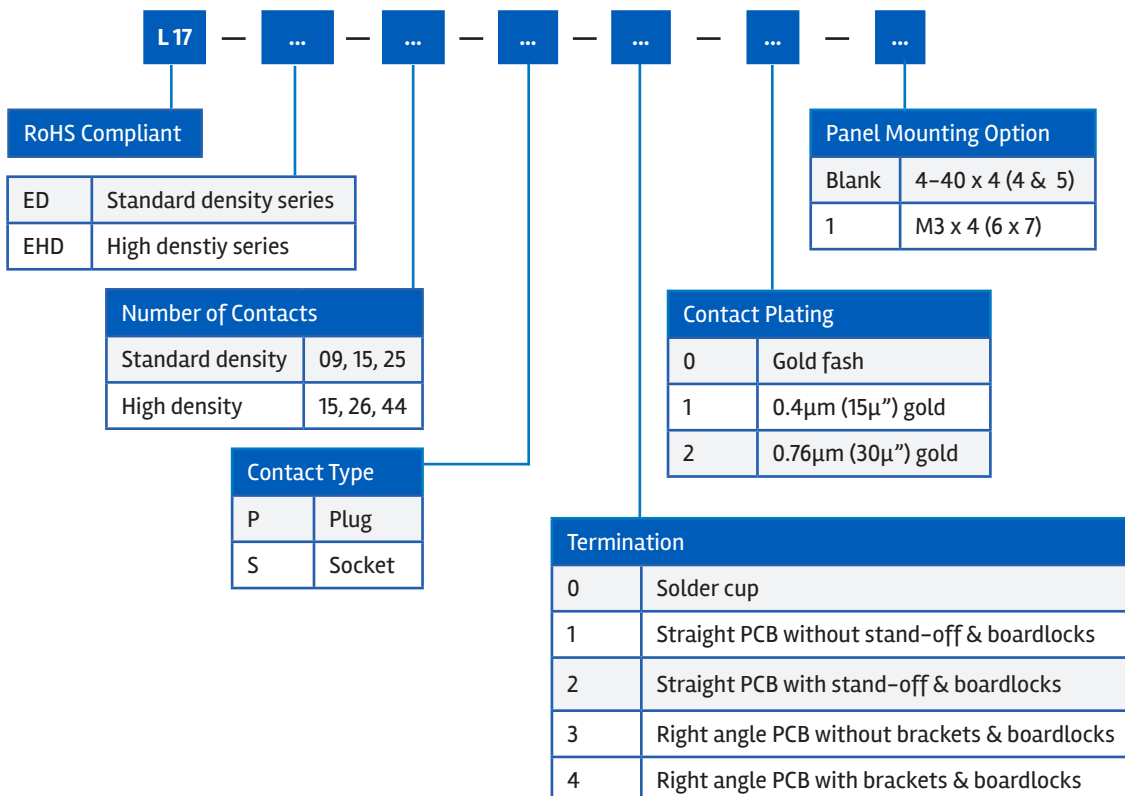 L 17 — ... — ... — ... — ... — ... — ...
RoHS Compliant
ED Standard density series
EHD High denstiy series
Number of Contacts
Standard density 09, 15, 25
High density 15, 26, 44
Contact Type
P Plug
S Socket
Termination
0 Solder cup
1 Straight PCB without stand-off & boardlocks
2 Straight PCB with stand-off & boardlocks
3 Right angle PCB without brackets & boardlocks
4 Right angle PCB with brackets & boardlocks
Contact Plating
0 Gold fash
1 0.4µm (15µ”) gold
2 0.76µm (30µ”) gold
Panel Mounting Option
Blank 4-40 x 4 (4 & 5)
1 M3 x 4 (6 x 7)